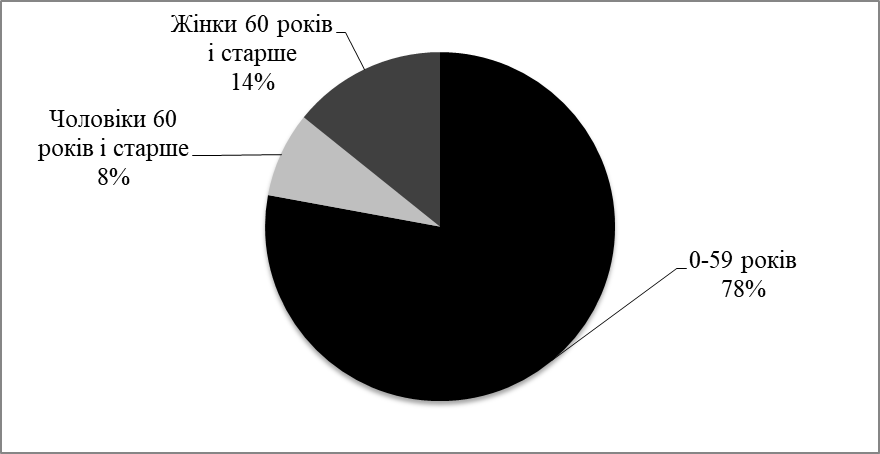 Жінки 60 років
і старше
14%
Чоловіки 60
років і старше
8%
0-59 років
78%